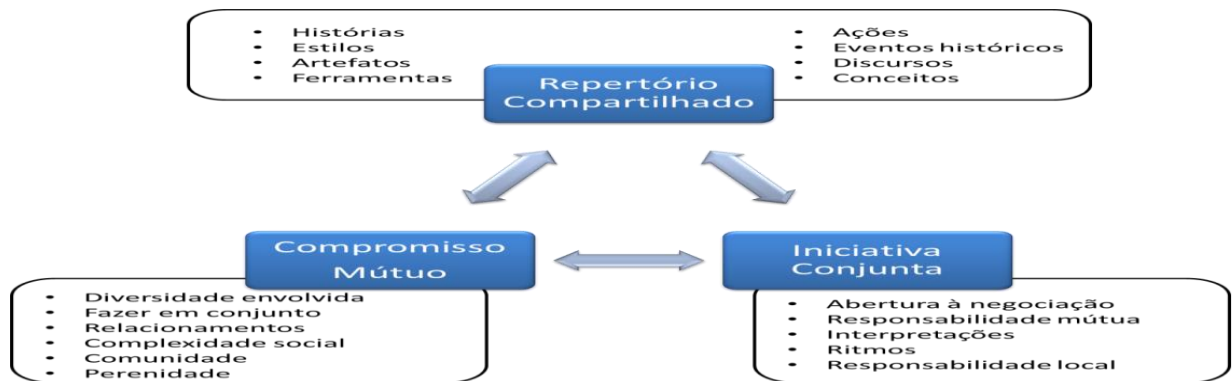 • Histórias
• Estilos
• Artefatos
• Ferramentas
• Ações
• Eventos históricos
• Discursos
• Conceitos
Repertório
Compartilhado
Compromisso
Mútuo
• Diversidade envolvida
• Fazer em conjunto
• Relacionamentos
• Complexidade social
• Comunidade
• Perenidade
Iniciativa
Conjunta
• Abertura à negociação
• Responsabilidade mútua
• Interpretações
• Ritmos
• Responsabilidade local